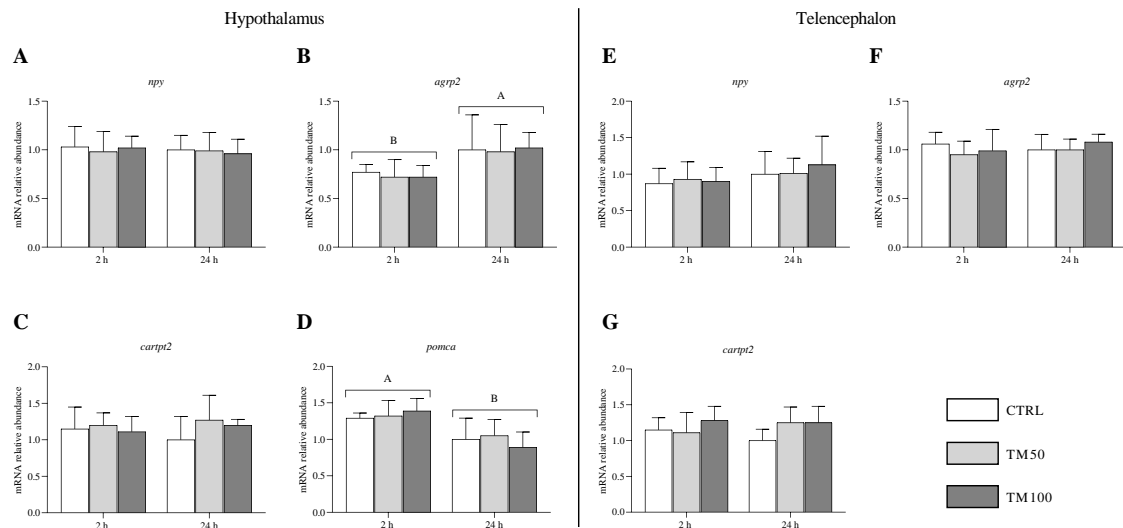 Hypothalamus
Telencephalon
A
npy
mRNA relative abundance
1.5
1.0
0.5
0.0
2 h
24 h
B
agrp2
mRNA relative abundance
1.5
1.0
0.5
0.0
B
A
2 h
24 h
E
npy
mRNA relative abundance
2.0
1.5
1.0
0.5
0.0
2 h
24 h
F
agrp2
mRNA relative abundance
1.5
1.0
0.5
0.0
2 h
24 h
C
cartpt2
mRNA relative abundance
2.0
1.5
1.0
0.5
0.0
2 h
24 h
D
pomca
mRNA relative abundance
2.0
1.5
1.0
0.5
0.0
A
B
2 h
24 h
G
cartpt2
mRNA relative abundance
2.0
1.5
1.0
0.5
0.0
2 h
24 h
CTRL
TM50
TM100